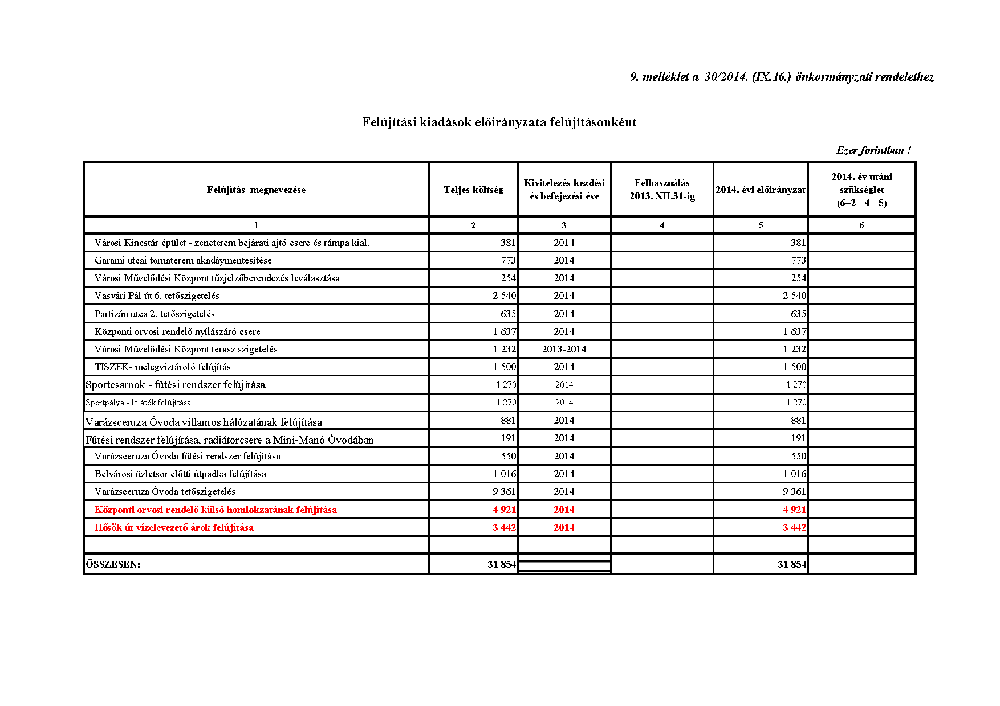 9. melléklet a 30/2014. (IX.16.) önkormányzati rendelethez
Felújítási kiadások előirányzata felújításonként
Ezer forintban !
Felújítás megnevezése Teljes költség Kivitelezés kezdési és befejezési éve Felhasználás 2013. XII.31-ig 2014. évi előirányzat 2014. év utáni szükséglet (6=2 - 4 - 5)
1 2 3 4 5 6
Városi Kincstár épület - zeneterem bejárati ajtó csere és rámpa kial. 381 2014 381
Garami utcai tornaterem akadáymentesítése 773 2014 773
Városi Művelődési Központ tűzjelzőberendezés leválasztása 254 2014 254
Vasvári Pál út 6. tetőszigetelés 2 540 2014 2 540
Partizán utca 2. tetőszigetelés 635 2014 635
Központi orvosi rendelő nyílászáró csere 1 637 2014 1 637
Városi Művelődési Központ terasz szigetelés 1 232 2013-2014 1 232
TISZEK- melegvíztároló felújítás 1 500 2014 1 500
Sportcsarnok - fűtési rendszer felújítása 1 270 2014 1 270
Sportpálya - lelátók felújítása 1 270 2014 1 270
Varázsceruza Óvoda villamos hálózatának felújítása 881 2014 881
Fűtési rendszer felújítása, radiátorcsere a Mini-Manó Óvodában 191 2014 191
Varázsceruza Óvoda fűtési rendszer felújítása 550 2014 550
Belvárosi üzletsor előtti útpadka felújítása 1 016 2014 1 016
Varázsceruza Óvoda tetőszigetelés 9 361 2014 9 361
Központi orvosi rendelő külső homlokzatának felújítása 4 921 2014 4 921
Hősök út vízelevezető árok felújítása 3 442 2014 3 442
ÖSSZESEN: 31 854 31 854